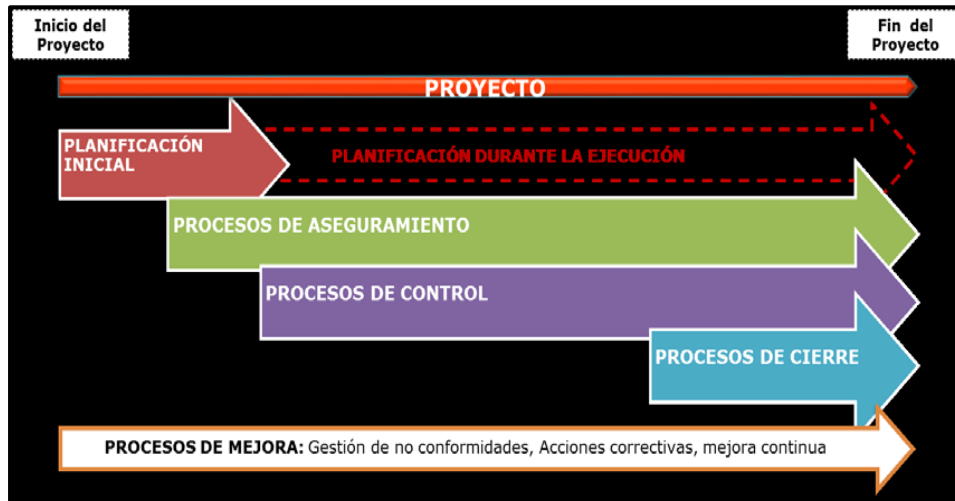 Inicio del
Proyecto
Fin del
Proyecto
PROYECTO
PLANIFICACIÓN
INICIAL
PLANIFICACIÓN DURANTE LA EJECUCIÓN
PROCESOS DE ASEGURAMIENTO
PROCESOS DE CONTROL
PROCESOS DE CIERRE
PROCESOS DE MEJORA: Gestión de no conformidades, Acciones correctivas, mejora continua